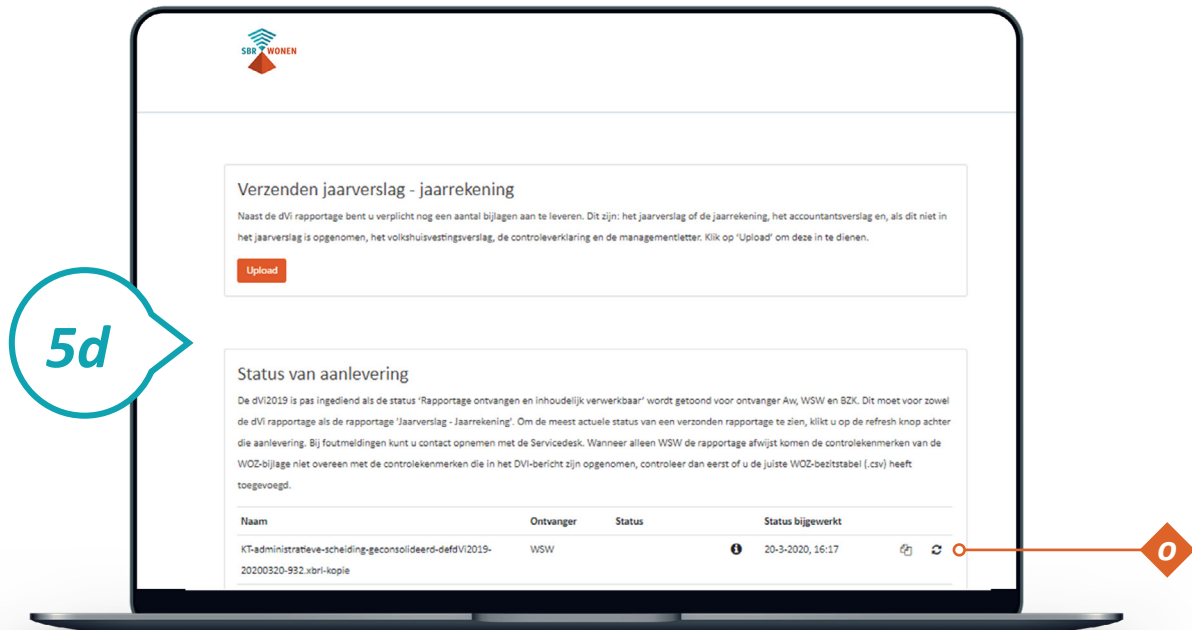 SBR WONEN
Verzenden jaarverslag - jaarrekening
Naast de dVi rapportage bent u verplicht nog een aantal bijlagen aan te leveren. Dit zijn: het jaarverslag of de jaarrekening, het accountantsverslag en, als dit niet in
het jaarverslag is opgenomen, het volkshuisvestingsverslag, de controleverklaring en de managementletter. Klik op ‘Upload’ om deze in te dienen.
Upload
5d
Status van aanlevering
De dVi2019 is pas ingediend als de status ‘Rapportage ontvangen en inhoudelijk verwerkbaar’ wordt getoond voor ontvanger Aw, WSW en BZK. Dit moet voor zowel
de dVi rapportage als de rapportage 'Jaarverslag - Jaarrekening'. Om de meest actuele status van een verzonden rapportage te zien, klikt u op de refresh knop achter
die aanlevering. Bij foutmeldingen kunt u contact opnemen met de Servicedesk. Wanneer alleen WSW de rapportage afwijst komen de controlekenmerken van de
WOZ-bijlage niet overeen met de controlekenmerken die in het DVI-bericht zijn opgenomen, controleer dan eerst of u de juiste WOZ-bezitstabel (.csv) heeft
toegevoegd.
Naam Ontvanger Status Status bijgewerkt
KT-administratieve-scheiding-geconsolideerd-defdVi2019- WSW 20-3-2020, 16:17
20200320-932.xbrl-kopie
o